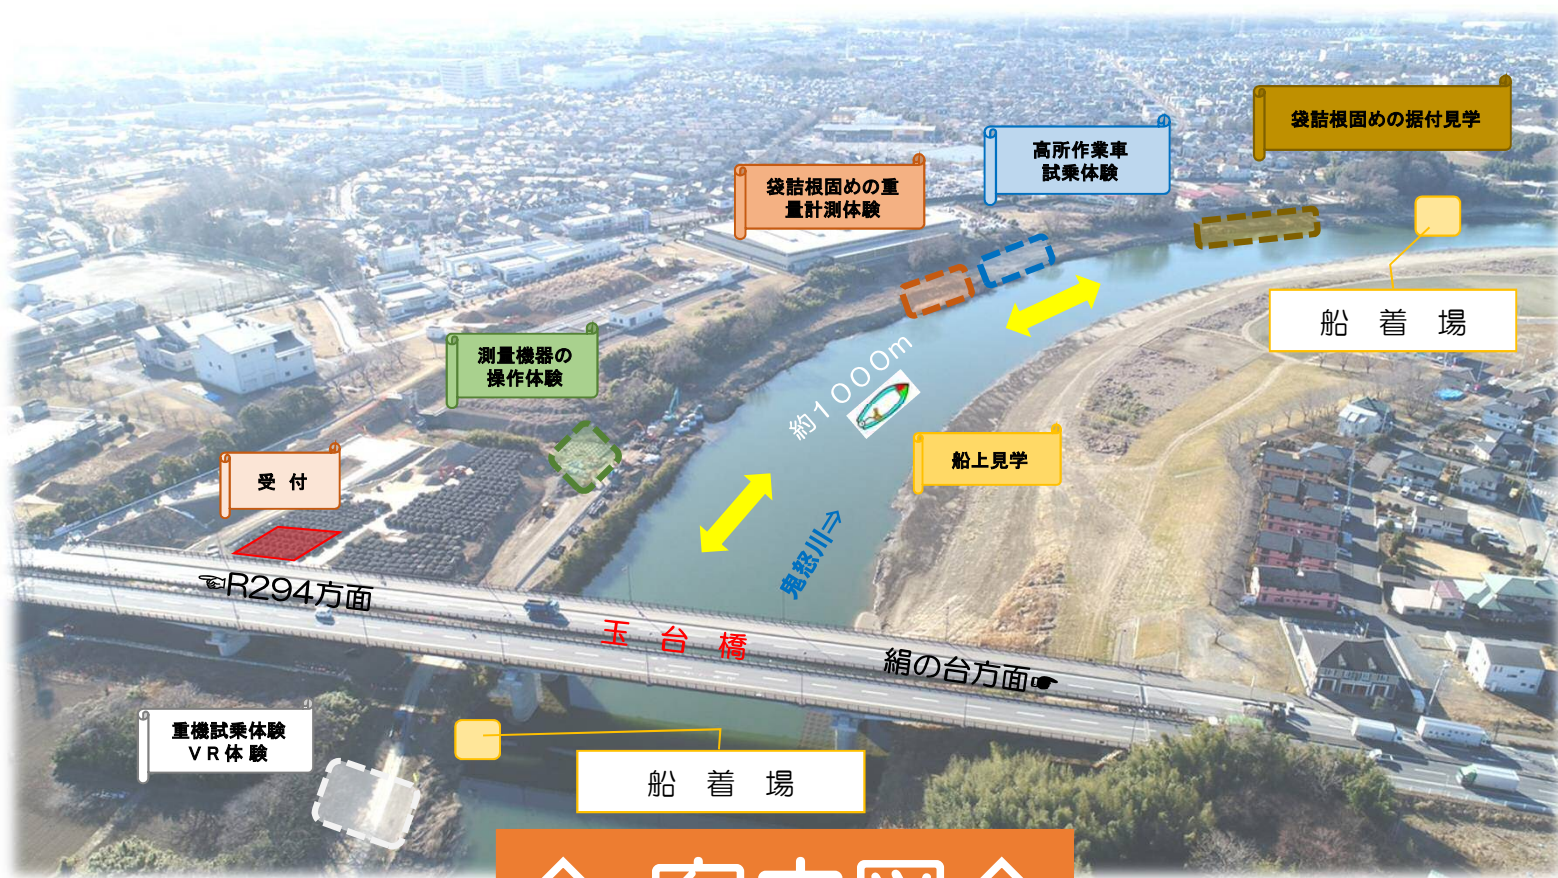 袋詰根固めの据付見学
高所作業車
試乗体験
袋詰根固めの重
量計測体験
船　着　場
測量機器の
操作体験
約１０００ｍ
船上見学
受　付
鬼怒川⇒
☜R294方面
玉　台　橋
絹の台方面☛
重機試乗体験
ＶＲ体 験
船　着　場